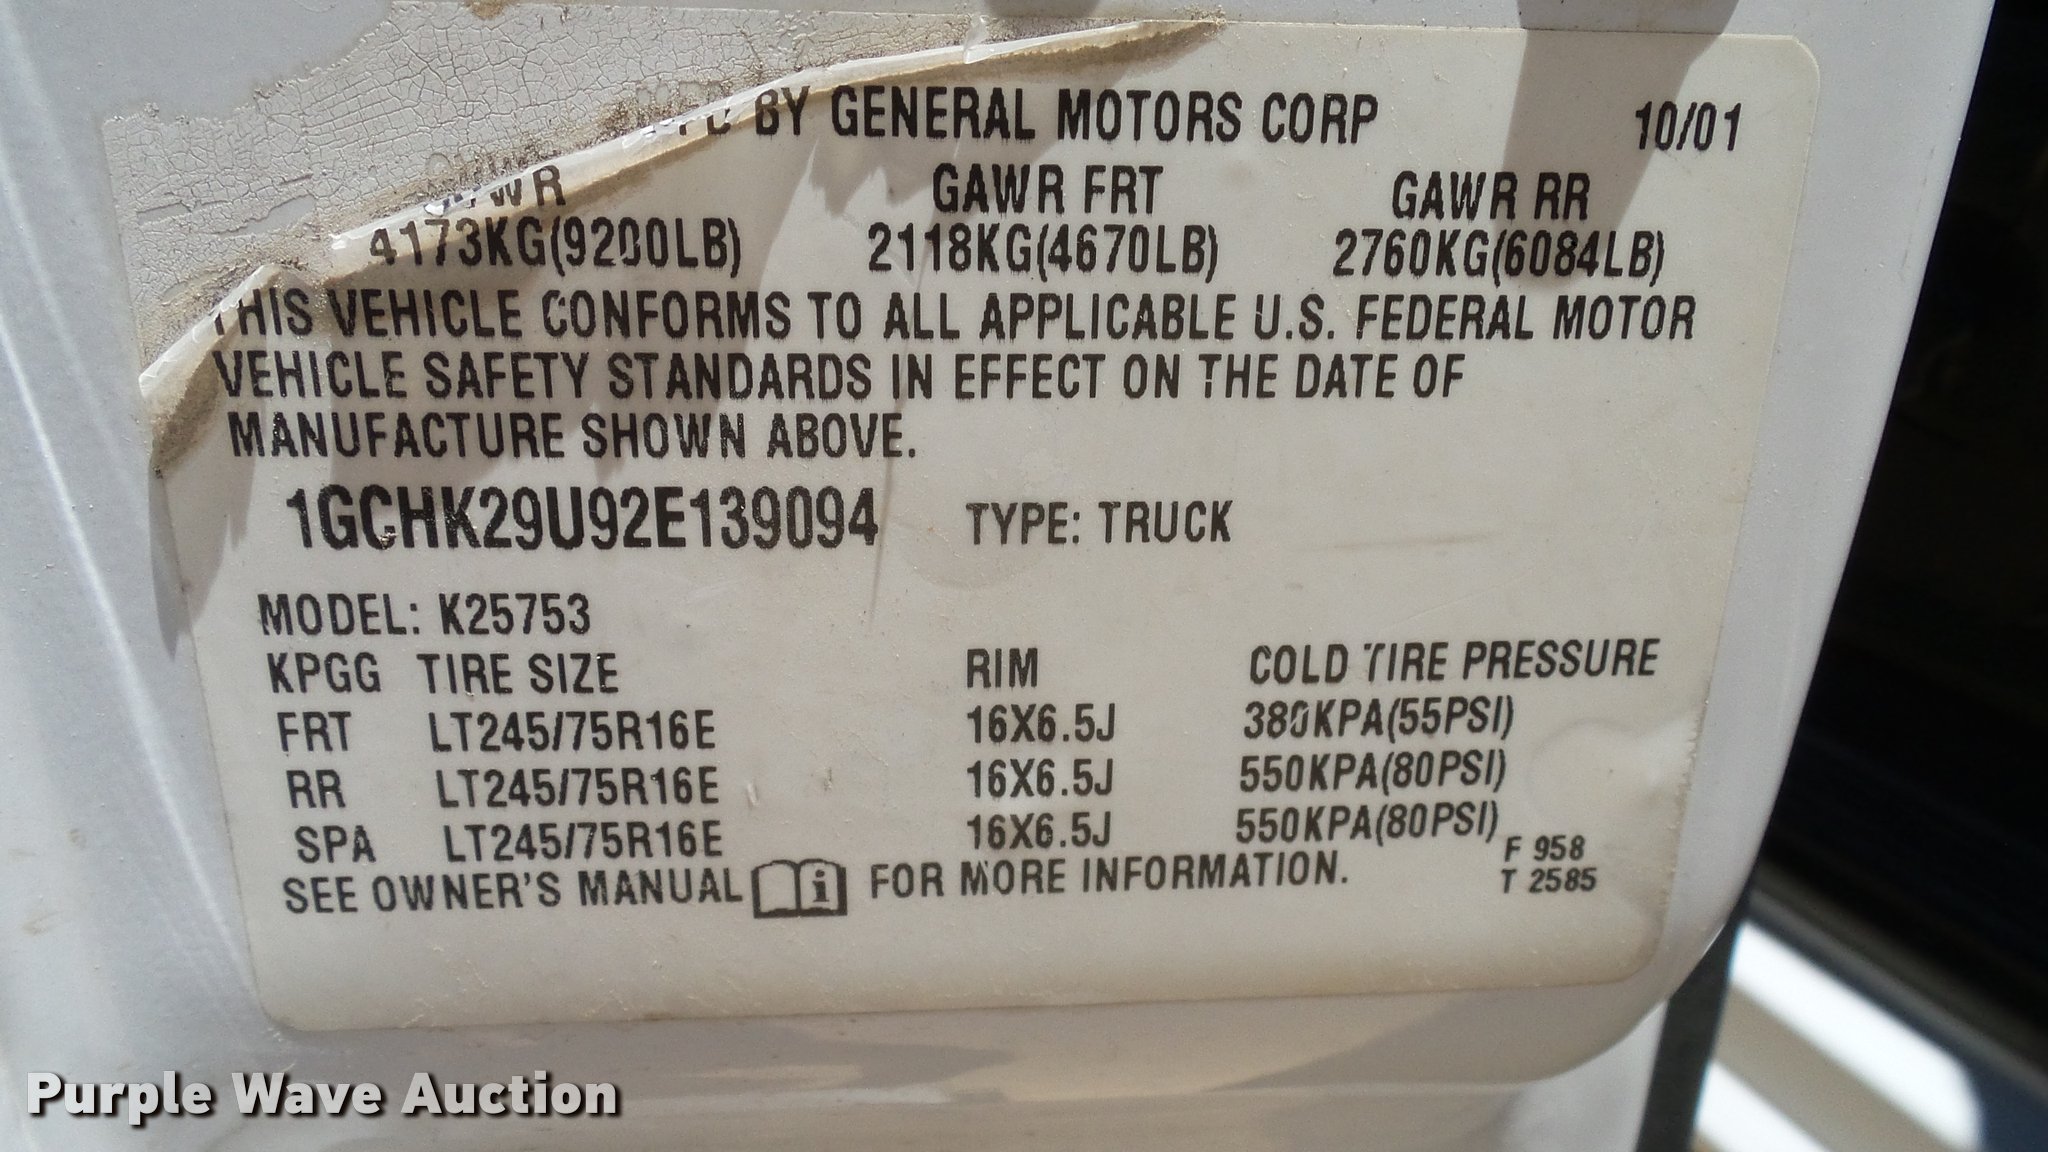 BY GENERAL MOTORS CORP 10/01
GVWR GAWR FRT GAWR RR
4173KG(9200LB) 2118KG(4670LB) 2760KG(6084LB)
THIS VEHICLE CONFORMS TO ALL APPLICABLE U.S. FEDERAL MOTOR
VEHICLE SAFETY STANDARDS IN EFFECT ON THE DATE OF
MANUFACTURE SHOWN ABOVE.
1GCHK29U92E139094 TYPE: TRUCK
MODEL: K25753
KPGG TIRE SIZE RIM COLD TIRE PRESSURE
FRT LT245/75R16E 16X6.5J 380KPA(55PSI)
RR LT245/75R16E 16X6.5J 550KPA(80PSI)
SPA LT245/75R16E 16X6.5J 550KPA(80PSI)
F 958
SEE OWNER'S MANUAL i FOR MORE INFORMATION. T 2585
Purple Wave Auction